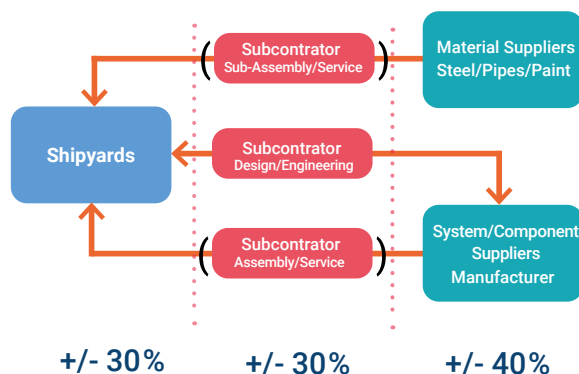 Subcontrator
Sub-Assembly/Service
Material Suppliers
Steel/Pipes/Paint
Shipyards
Subcontrator
Design/Engineering
Subcontrator
Assembly/Service
System/Component
Suppliers
Manufacturer
+/- 30%
+/- 30%
+/- 40%